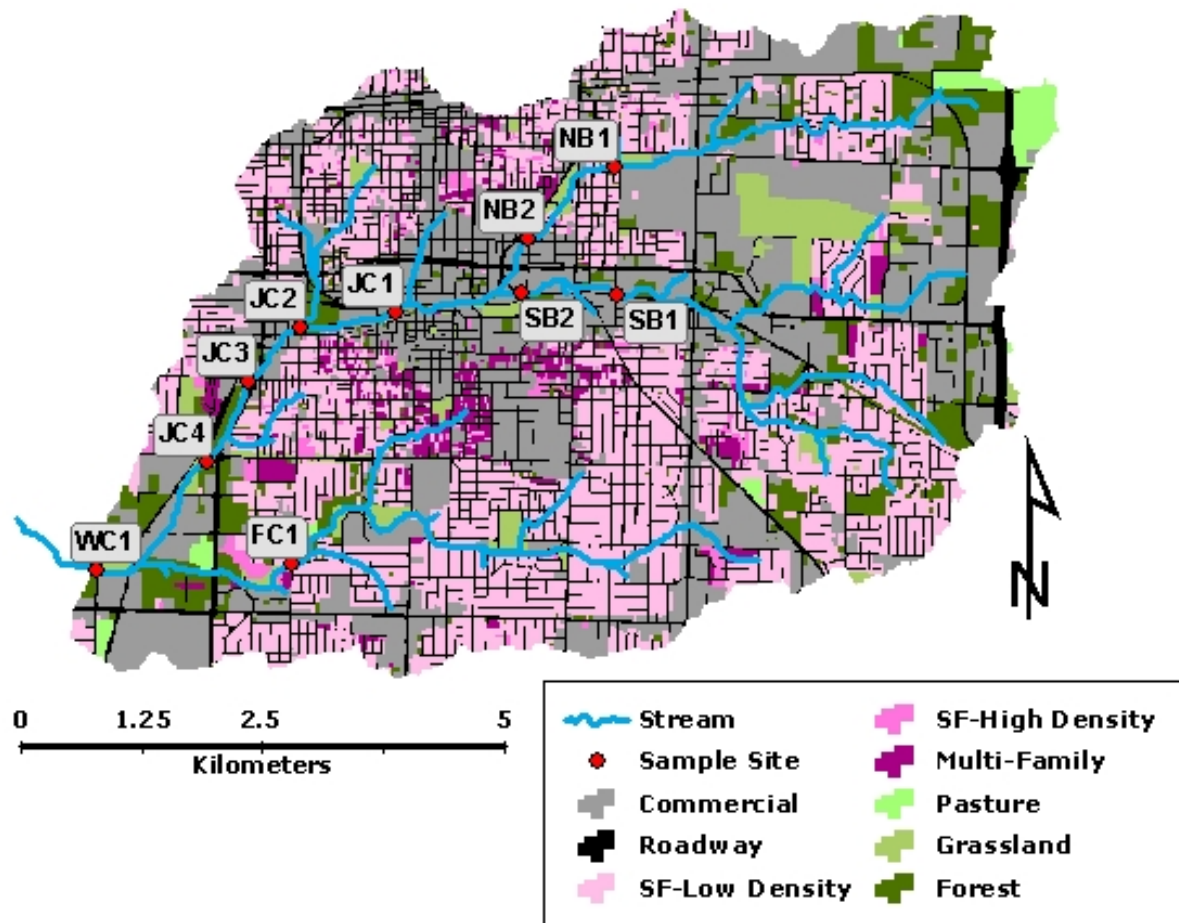 NB1
NB2
JC1
JC2
SB2
SB1
JC3
JC4
WC1
FC1
N
0 1.25 2.5 5
Kilometers
Stream
Sample Site
Commercial
Roadway
SF-Low Density
SF-High Density
Multi-Family
Pasture
Grassland
Forest